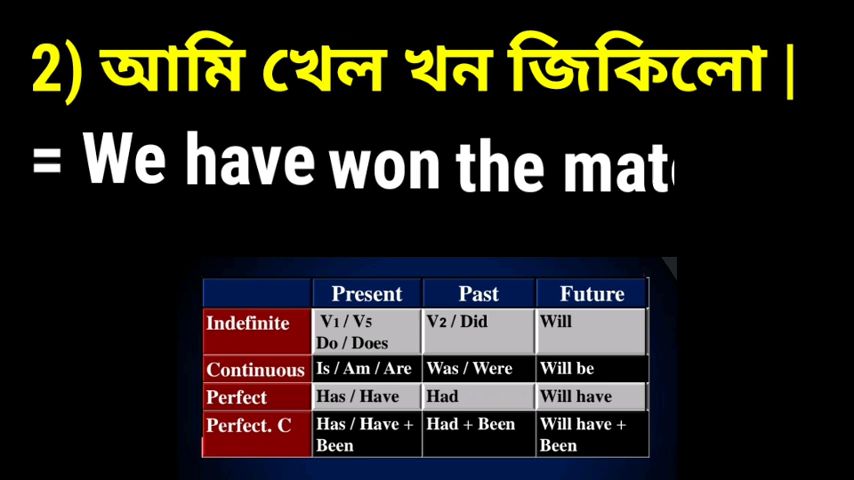 2) আমি খেল খন জিকিলো |
= We have won the mat
Present Past Future
Indefinite V1 / V5 Do / Does V2 / Did Will
Continuous Is / Am / Are Was / Were Will be
Perfect Has / Have Had Will have
Perfect. C Has / Have + Been Had + Been Will have + Been